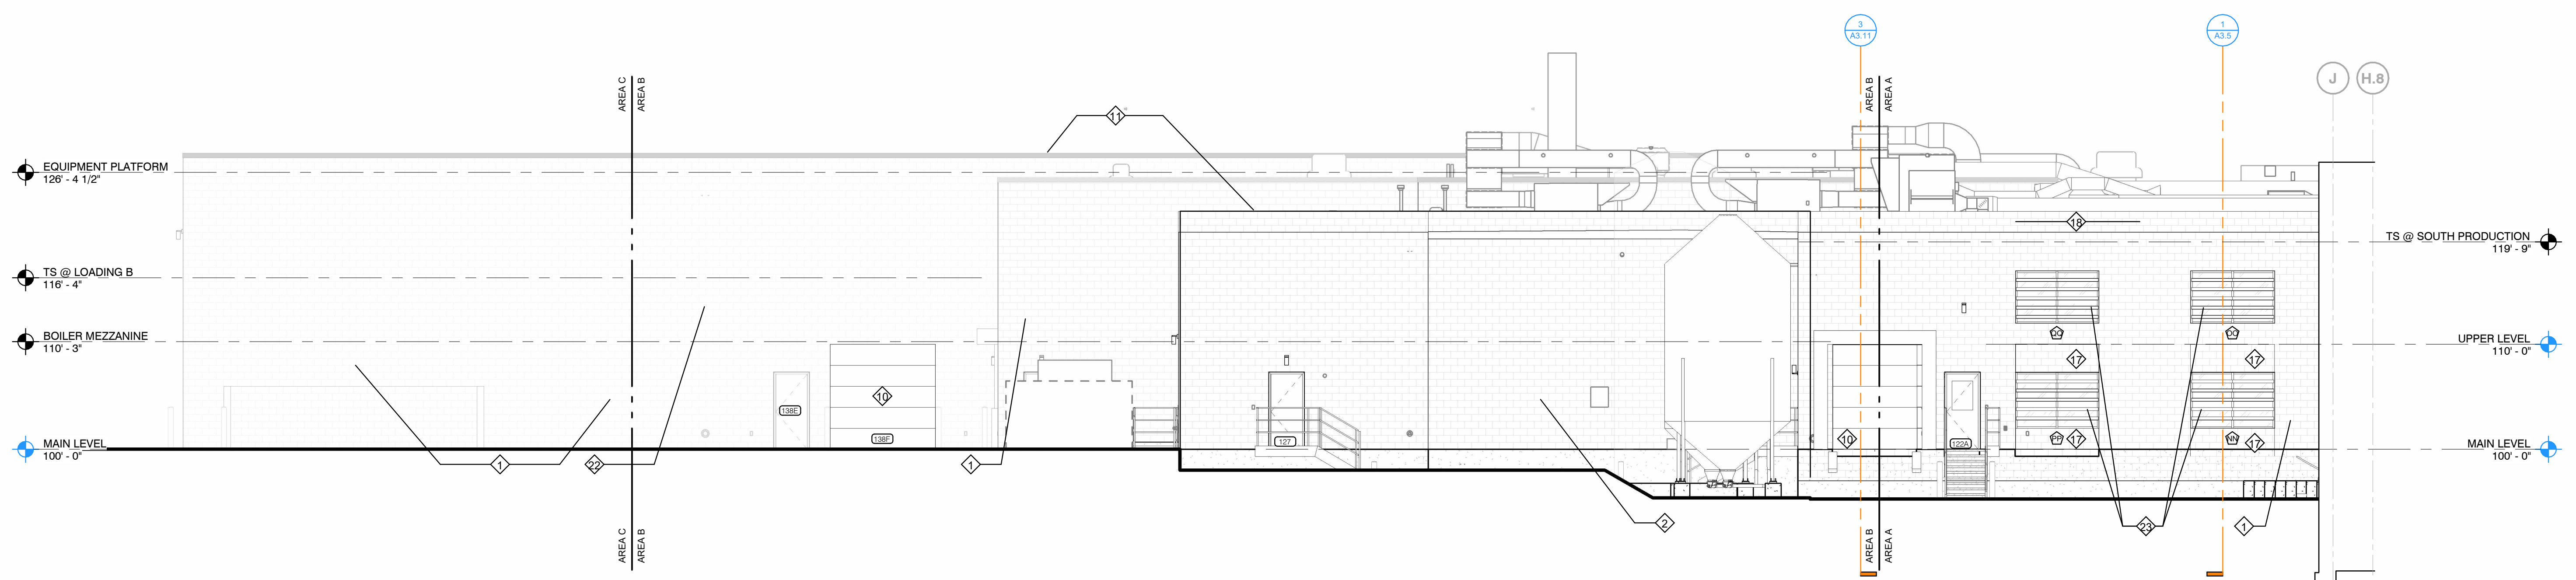 3
A3.11
1
A3.5
J
H.8
AREA C
AREA B
AREA B
AREA A
11
EQUIPMENT PLATFORM
126' - 4 1/2"
18
TS @ SOUTH PRODUCTION
119' - 9"
TS @ LOADING B
116' - 4"
BOILER MEZZANINE
110' - 3"
UPPER LEVEL
110' - 0"
17
17
10
138E
138F
127
10
122A
PP
17
NN
17
MAIN LEVEL
100' - 0"
MAIN LEVEL
100' - 0"
1
22
1
2
23
1
AREA C
AREA B
AREA B
AREA A